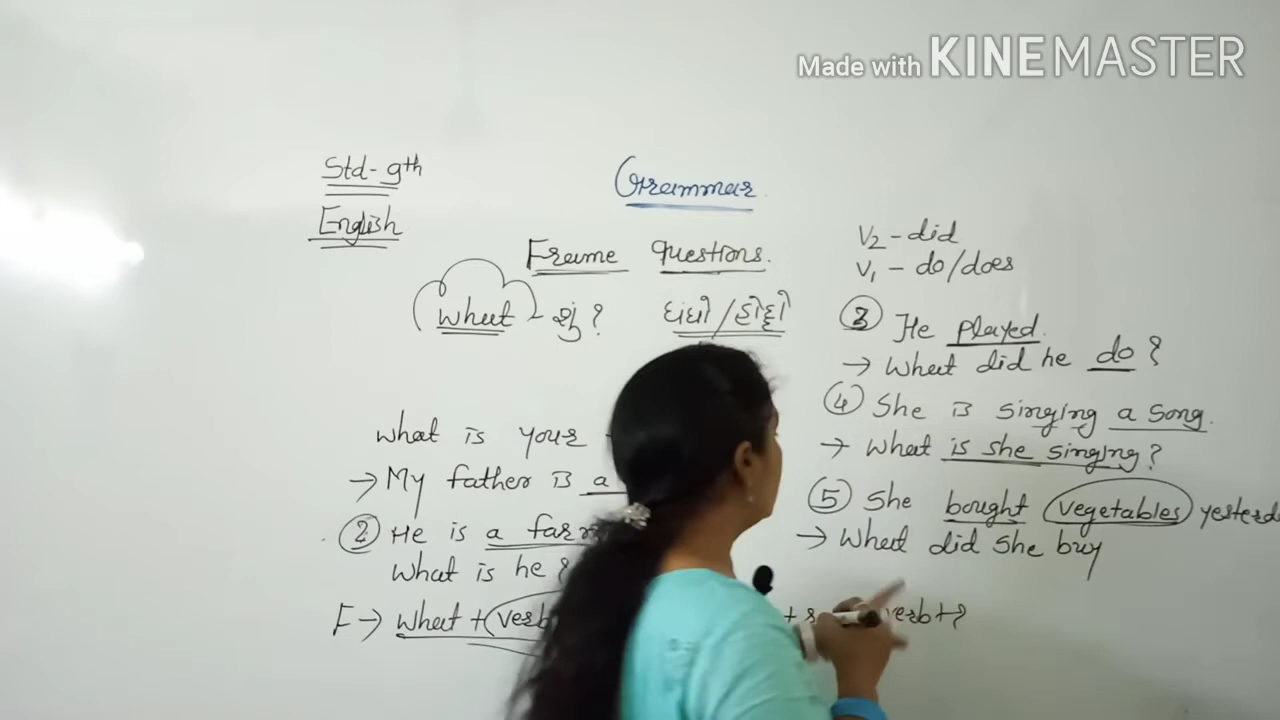 Made with KINEMASTER
Std-9th
English
Grammar.
Frame Questions.
What - શું ?
ધંધો / હોદ્દો
What is your
→ My father is a
② He is a far
What is he ?
F → What + (verb
verb + ?
V2 - did
V1 - do/does
③ He played.
→ What did he do ?
④ She is singing a song.
→ What is she singing ?
⑤ She bought vegetables yesterd
→ What did she buy